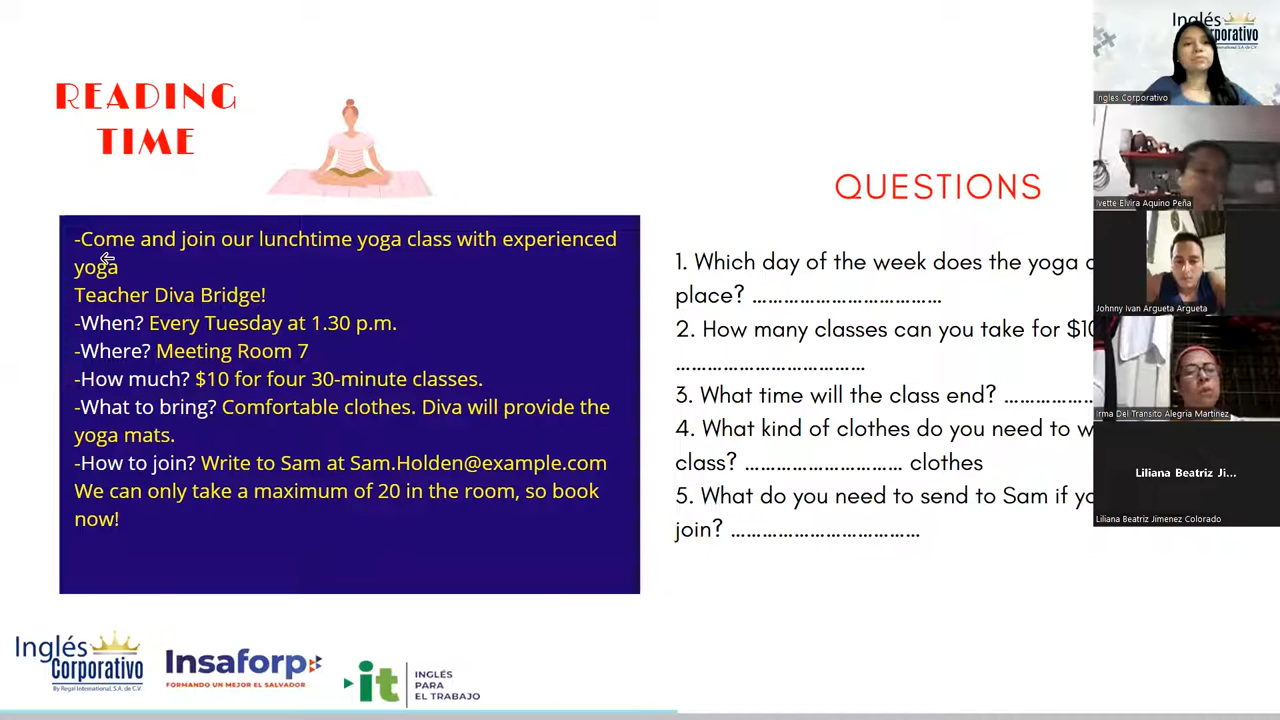 READING
TIME
-Come and join our lunchtime yoga class with experienced
yoga
Teacher Diva Bridge!
-When? Every Tuesday at 1.30 p.m.
-Where? Meeting Room 7
-How much? $10 for four 30-minute classes.
-What to bring? Comfortable clothes. Diva will provide the
yoga mats.
-How to join? Write to Sam at Sam.Holden@example.com
We can only take a maximum of 20 in the room, so book
now!
QUESTIONS
1. Which day of the week does the yoga
place? ……………………………
2. How many classes can you take for $10
……………………………
3. What time will the class end? ……………
4. What kind of clothes do you need to
class? ……………………… clothes
5. What do you need to send to Sam if
join? ……………………………
Inglés
Corporativo
By Regal International, S.A. de C.V.
Insaforp
FORMANDO UN MEJOR EL SALVADOR
it
INGLÉS
PARA
EL TRABAJO
Inglés
Ingles Corporativo
Ivette Elvira Aquino Peña
Johnny Ivan Argueta Argueta
Irma Del Transito Alegria Martinez
Liliana Beatriz Ji...
Liliana Beatriz Jimenez Colorado